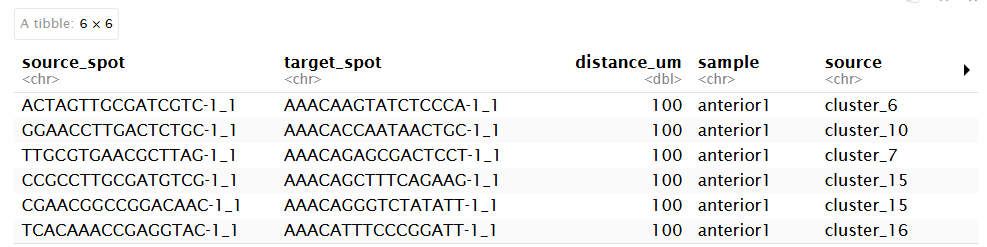 A tibble: 6 × 6
source_spot target_spot distance_um sample source
<chr> <chr> <dbl> <chr> <chr>
ACTAGTTGCGATCGTC-1_1 AAACAAGTATCTCCCA-1_1 100 anterior1 cluster_6
GGAACCTTGACTCTGC-1_1 AAACACCAATAACTGC-1_1 100 anterior1 cluster_10
TTGCGTGAACGCTTAG-1_1 AAACAGAGCGACTCCT-1_1 100 anterior1 cluster_7
CCGCCTTGCGATGTCG-1_1 AAACAGCTTTCAGAAG-1_1 100 anterior1 cluster_15
CGAACGGCCGGACAAC-1_1 AAACAGGGTCTATATT-1_1 100 anterior1 cluster_15
TCACAAACCGAGGTAC-1_1 AAACATTTCCCGGATT-1_1 100 anterior1 cluster_16